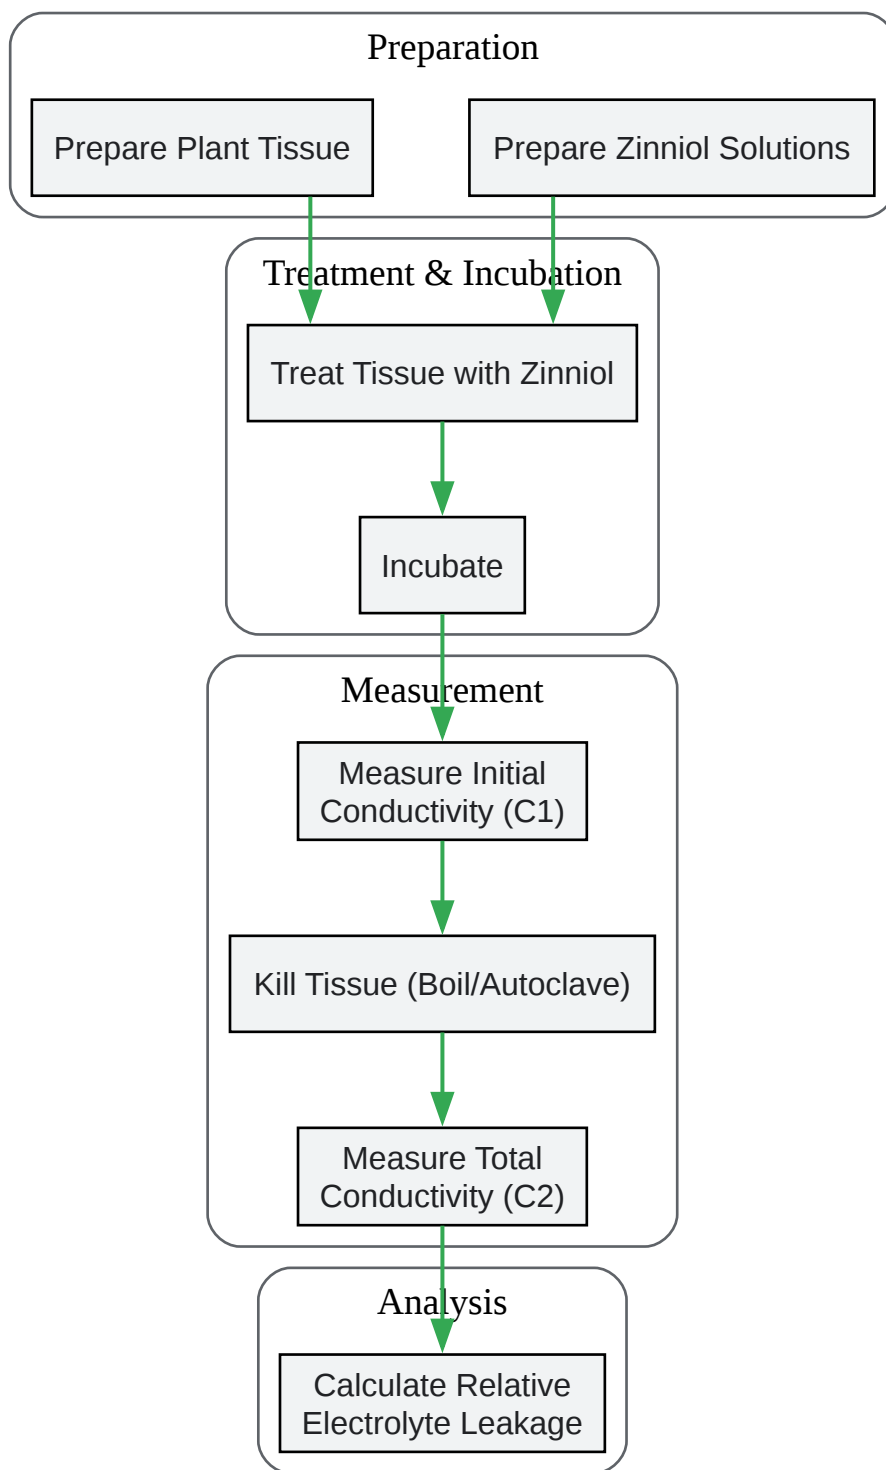 Preparation
Prepare Plant Tissue
Prepare Zinniol Solutions
Treatment & Incubation
Treat Tissue with Zinniol
Incubate
Measurement
Measure Initial
Conductivity (C1)
Kill Tissue (Boil/Autoclave)
Measure Total
Conductivity (C2)
Analysis
Calculate Relative
Electrolyte Leakage